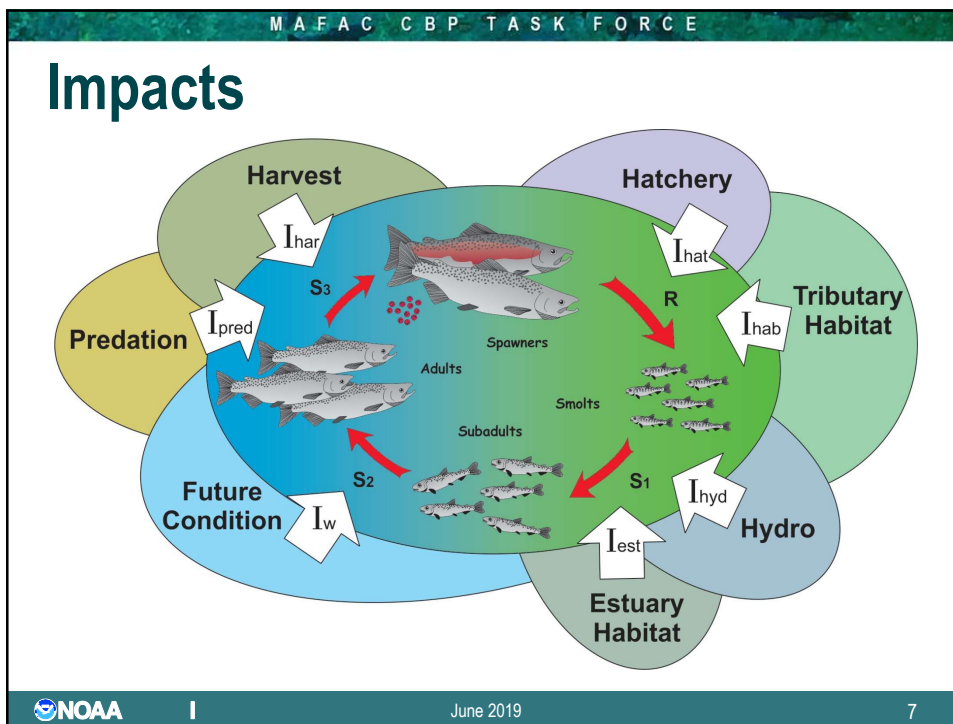 MAFAC CBP TASK FORCE
Impacts
Harvest
Hatchery
Ihar
Ihat
S3
R
Tributary
Habitat
Ipred
Ihab
Predation
Spawners
Adults
Smolts
Subadults
S2
S1
Future
Condition
Iw
Ihyd
Hydro
Iest
Estuary
Habitat
NOAA I June 2019 7